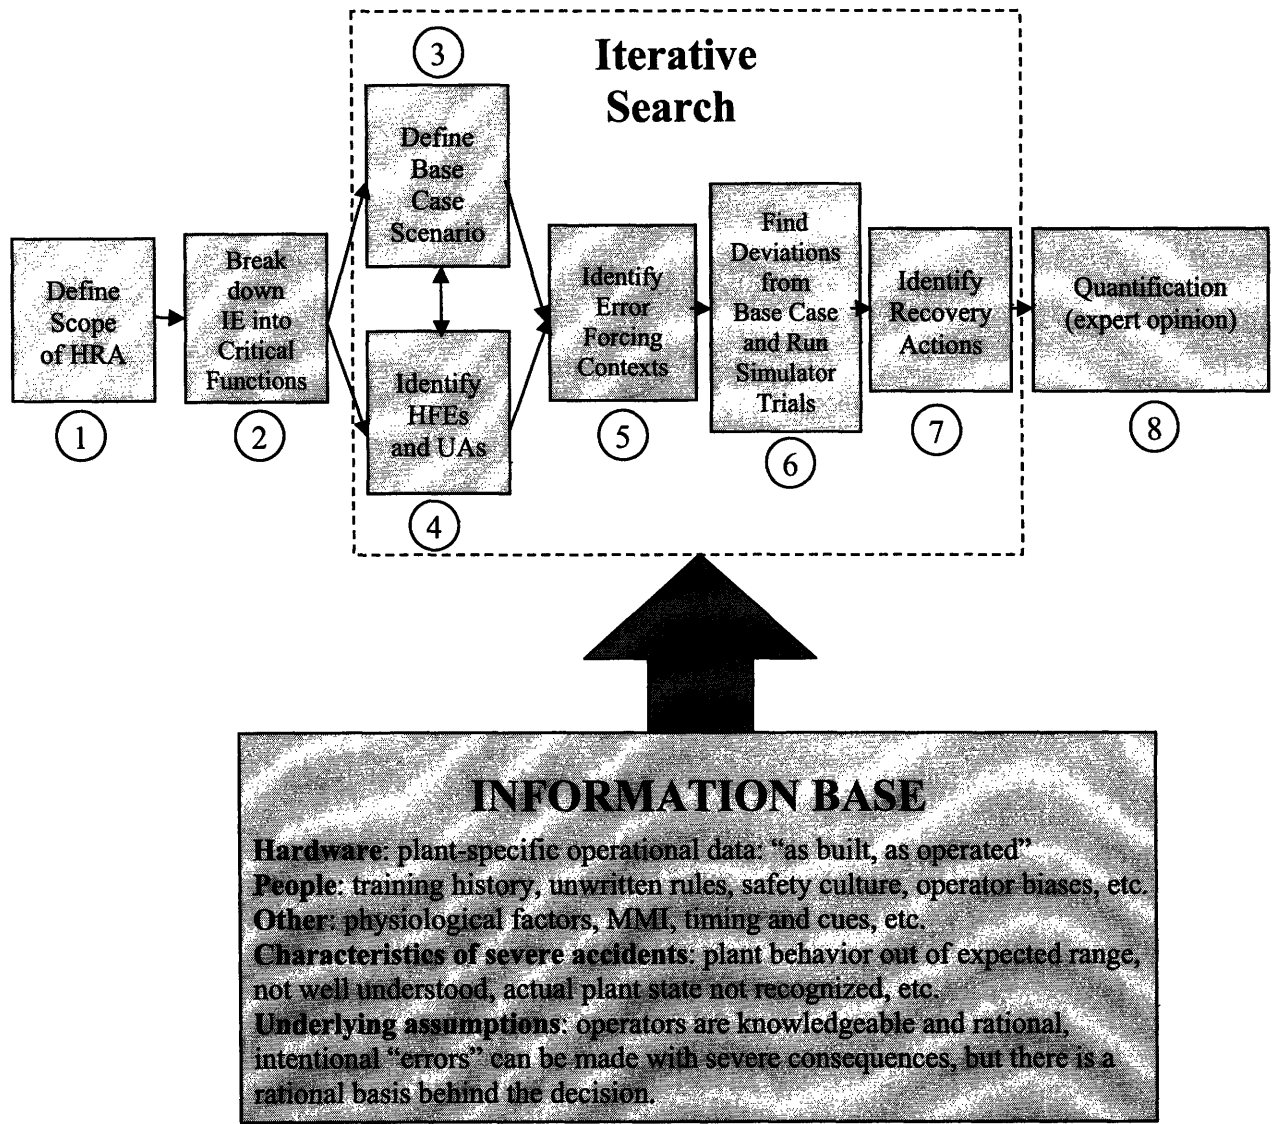 Iterative
Search
3
Define
Base
Case
Scenario
Define
Scope
of HRA
1
Break
down
IE into
Critical
Functions
2
Identify
HFEs
and UAs
4
Identify
Error
Forcing
Contexts
5
Find
Deviations
from
Base Case
and Run
Simulator
Trials
6
Identify
Recovery
Actions
7
Quantification
(expert opinion)
8
INFORMATION BASE
Hardware: plant-specific operational data: “as built, as operated”
People: training history, unwritten rules, safety culture, operator biases, etc.
Other: physiological factors, MMI, timing and cues, etc.
Characteristics of severe accidents: plant behavior out of expected range,
not well understood, actual plant state not recognized, etc.
Underlying assumptions: operators are knowledgeable and rational,
intentional “errors” can be made with severe consequences, but there is a
rational basis behind the decision.